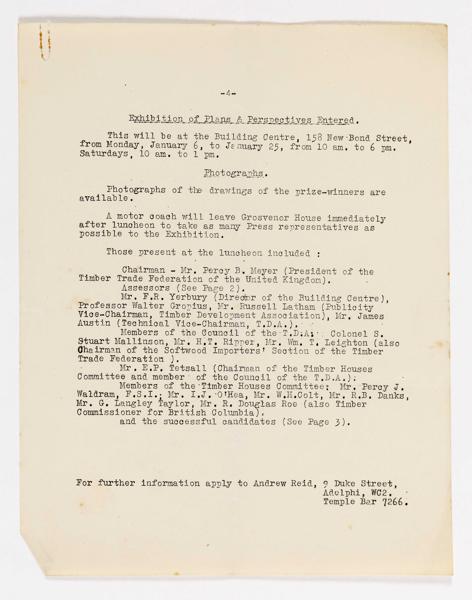 -4-
Exhibition of Plans & Perspectives Entered.
This will be at the Building Centre, 158 New Bond Street,
from Monday, January 6, to January 25, from 10 am. to 6 pm.
Saturdays, 10 am. to 1 pm.
Photographs.
Photographs of the drawings of the prize-winners are
available.
A motor coach will leave Grosvenor House immediately
after luncheon to take as many Press representatives as
possible to the Exhibition.
Those present at the luncheon included :
Chairman - Mr. Percy B. Meyer (President of the
Timber Trade Federation of the United Kingdom).
Assessors (See Page 2).
Mr. F.R. Yerbury (Director of the Building Centre),
Professor Walter Gropius, Mr. Russell Latham (Publicity
Vice-Chairman, Timber Development Association), Mr. James
Austin (Technical Vice-Chairman, T.D.A.).
Members of the Council of the T.D.A: Colonel S.
Stuart Mallinson, Mr. H.T. Ripper, Mr. Wm. T. Leighton (also
Chairman of the Softwood Importers' Section of the Timber
Trade Federation ).
Mr. E.P. Tetsall (Chairman of the Timber Houses
Committee and member of the Council of the T.D.A.);
Members of the Timber Houses Committee: Mr. Percy J.
Waldram, F.S.I.; Mr. I.J. O'Hea, Mr. W.H.Colt, Mr. R.B. Danks,
Mr. G. Langley Taylor, Mr. R. Douglas Roe (also Timber
Commissioner for British Columbia).
and the successful candidates (See Page 3).
For further information apply to Andrew Reid, 9 Duke Street,
Adelphi, WC2.
Temple Bar 7266.